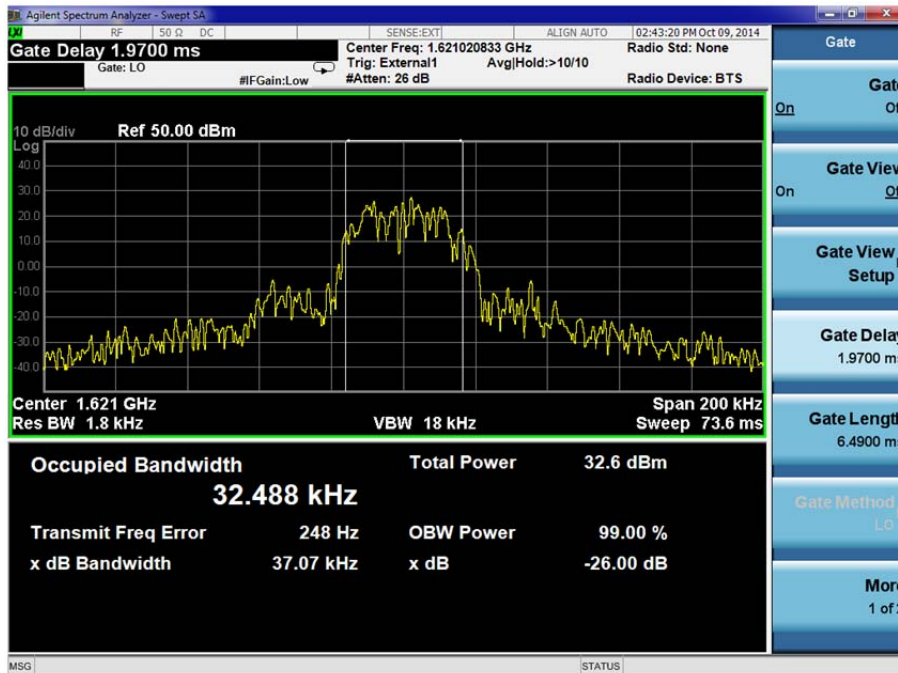 Agilent Spectrum Analyzer - Swept SA
LXI RF 50 Ω DC SENSE:EXT ALIGN AUTO 02:43:20 PM Oct 09, 2014
Gate Delay 1.9700 ms
Gate: LO
#IFGain:Low
Center Freq: 1.621020833 GHz
Trig: External1 Avg|Hold:>10/10
#Atten: 26 dB
Radio Std: None
Radio Device: BTS
10 dB/div Ref 50.00 dBm
Log
40.0
30.0
20.0
10.0
0.00
-10.0
-20.0
-30.0
-40.0
Center 1.621 GHz Span 200 kHz
Res BW 1.8 kHz VBW 18 kHz Sweep 73.6 ms
Occupied Bandwidth Total Power 32.6 dBm
32.488 kHz
Transmit Freq Error 248 Hz OBW Power 99.00 %
x dB Bandwidth 37.07 kHz x dB -26.00 dB
MSG STATUS
Gate
Gate
On Of
Gate View
On Of
Gate View
Setup
Gate Delay
1.9700 ms
Gate Length
6.4900 ms
Gate Method
LO
More
1 of 2